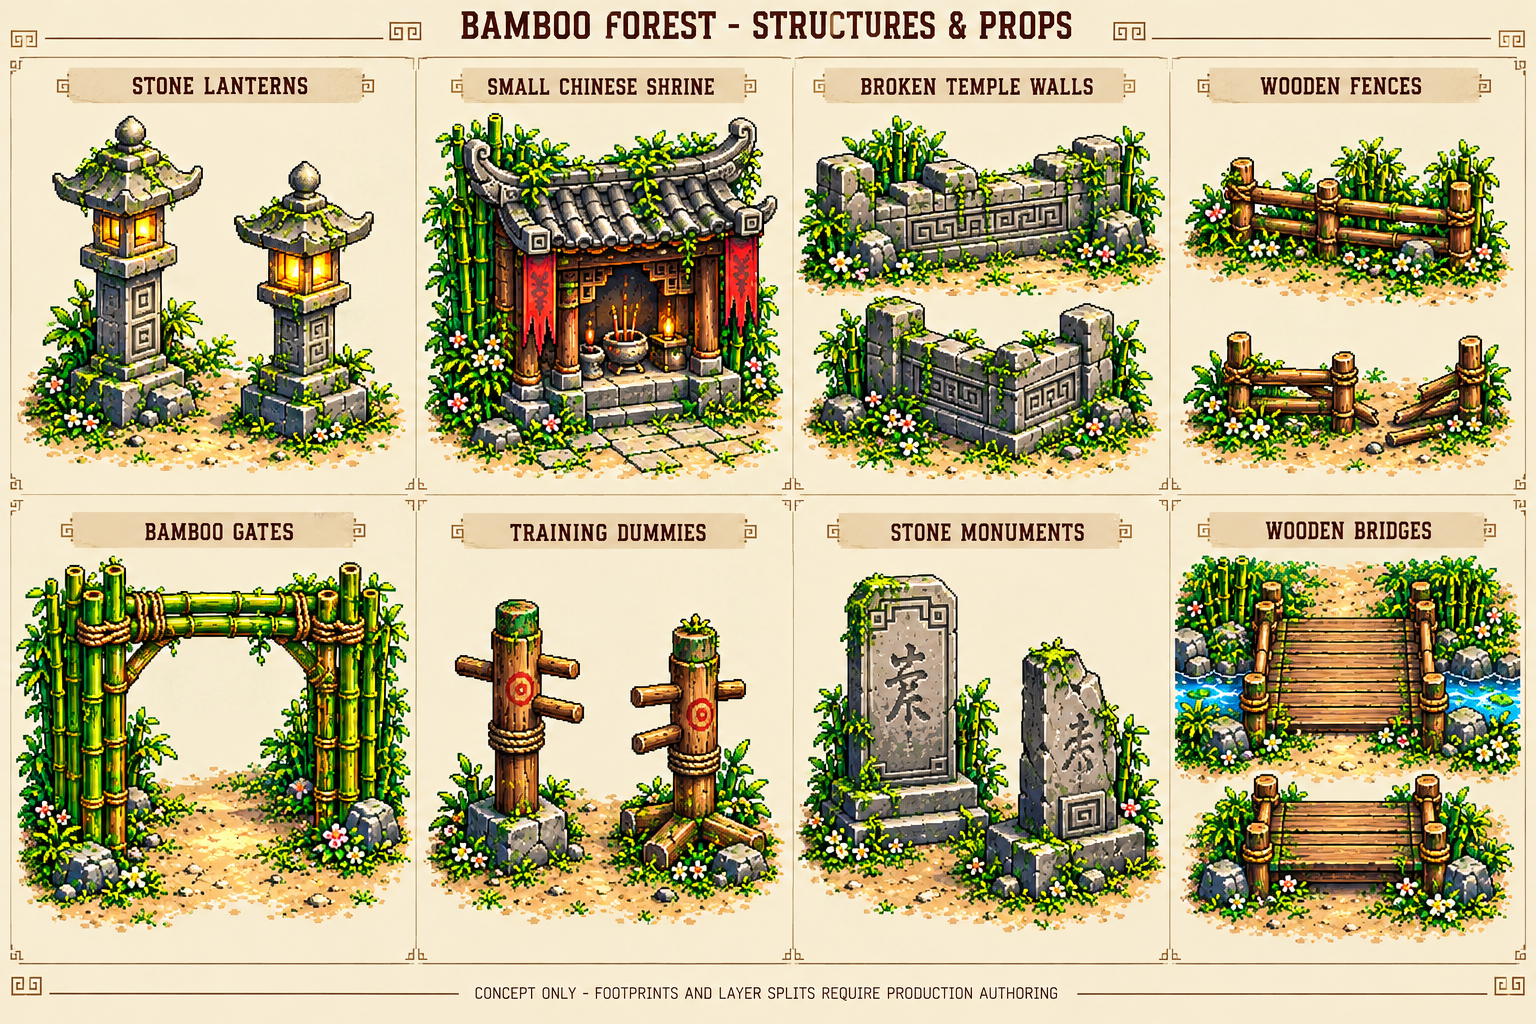 BAMBOO FOREST - STRUCTURES & PROPS
STONE LANTERNS
SMALL CHINESE SHRINE
BROKEN TEMPLE WALLS
WOODEN FENCES
BAMBOO GATES
TRAINING DUMMIES
STONE MONUMENTS
WOODEN BRIDGES
CONCEPT ONLY - FOOTPRINTS AND LAYER SPLITS REQUIRE PRODUCTION AUTHORING